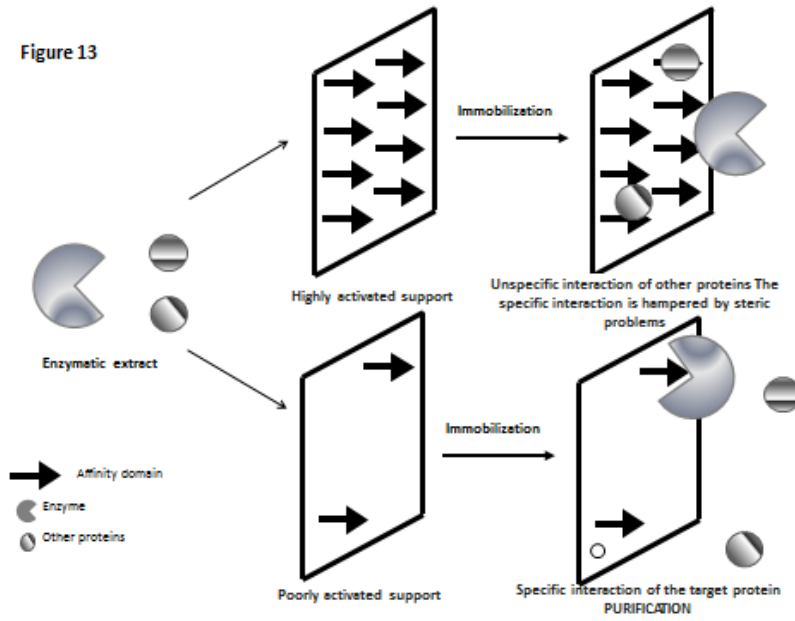 Figure 13
Immobilization
Highly activated support
Unspecific interaction of other proteins The
specific interaction is hampered by steric
problems
Enzymatic extract
Immobilization
Affinity domain
Enzyme
Other proteins
Poorly activated support
Specific interaction of the target protein
PURIFICATION